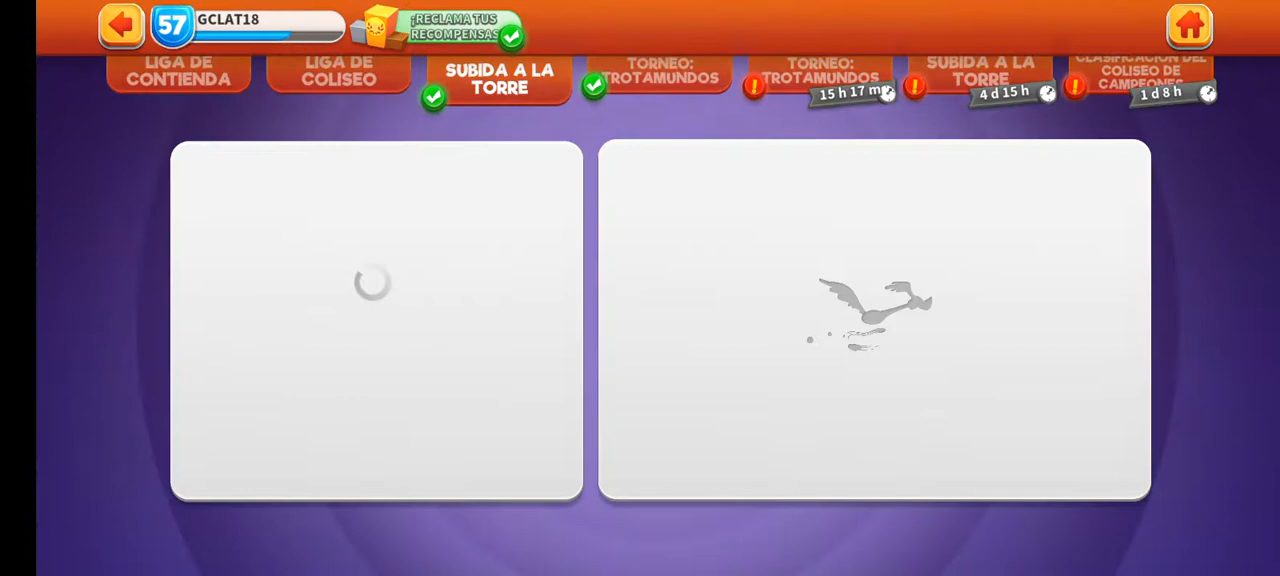 57
GCLAT18
¡RECLAMA TUS
RECOMPENSAS
LIGA DE
CONTIENDA
LIGA DE
COLISEO
SUBIDA A LA
TORRE
TORNEO:
TROTAMUNDOS
TORNEO:
TROTAMUNDOS
15 h 17 m
SUBIDA A LA
TORRE
4 d 15 h
CLASIFICACIÓN DEL
COLISEO DE
CAMPEONES
1 d 8 h